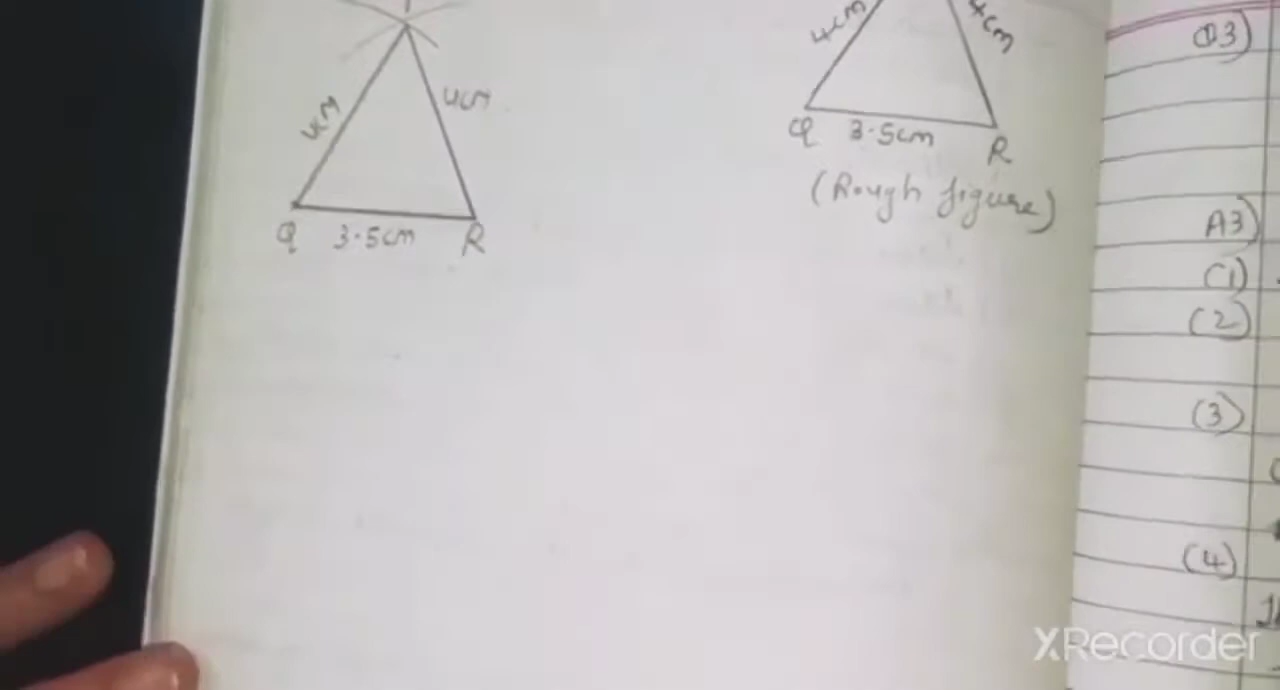 4cm
4cm
Q 3.5cm R
4cm
4cm
Q 3.5cm R
(Rough figure)
Q3)
A3)
(1)
(2)
(3)
(4)
XRecorder